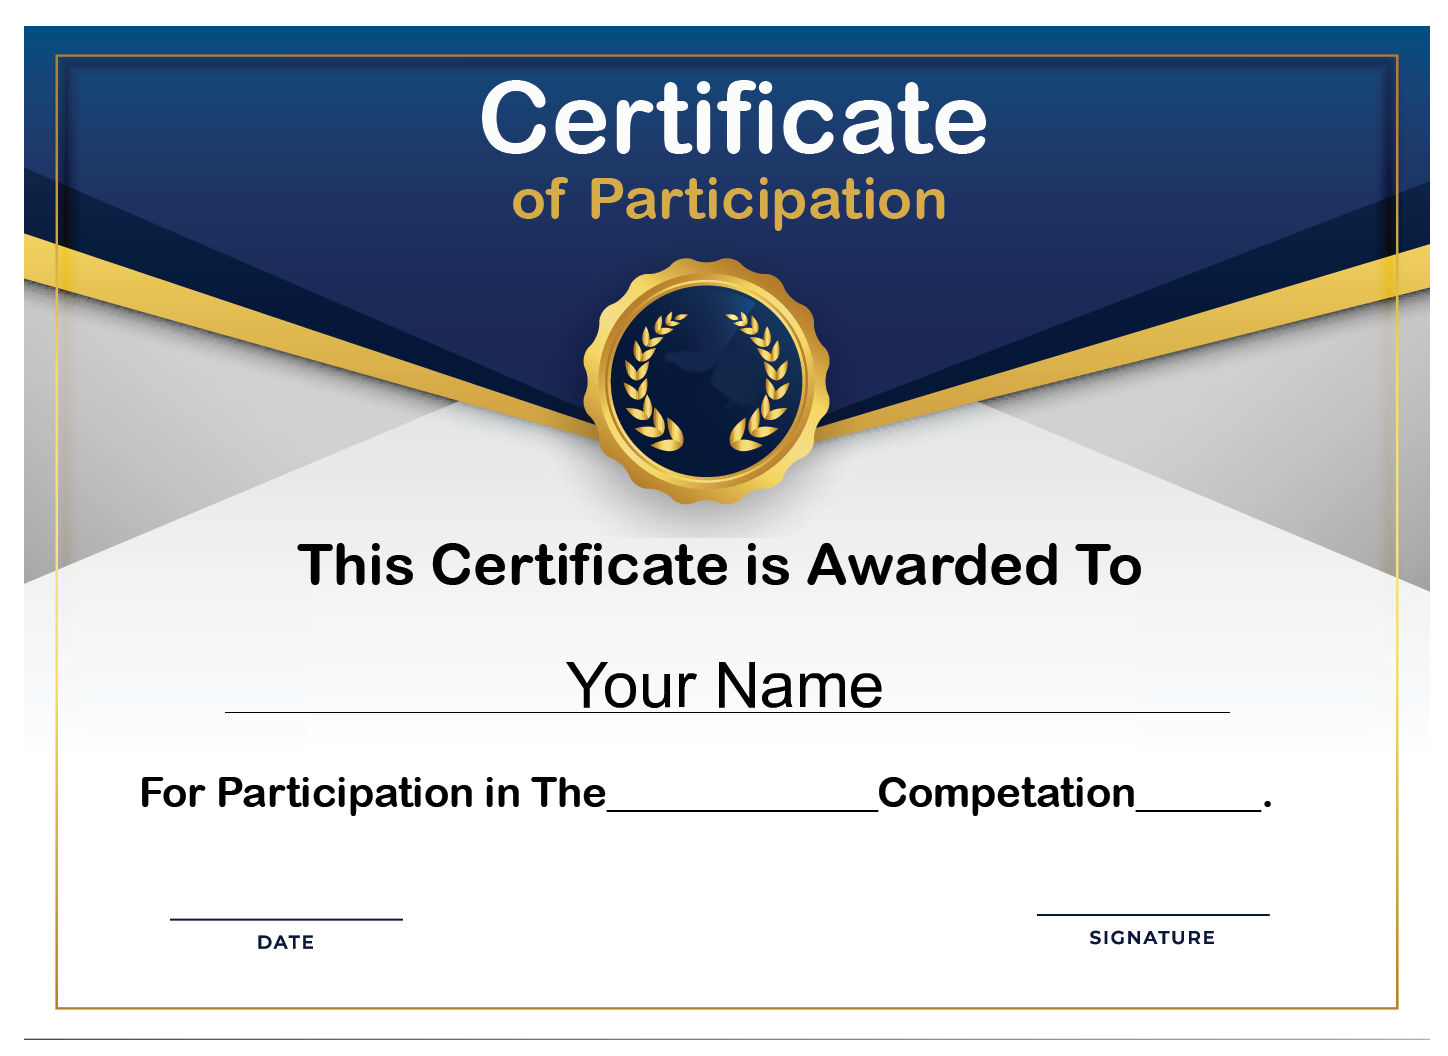 Certificate
of Participation
This Certificate is Awarded To
Your Name
For Participation in The____________Competation______.
DATE
SIGNATURE